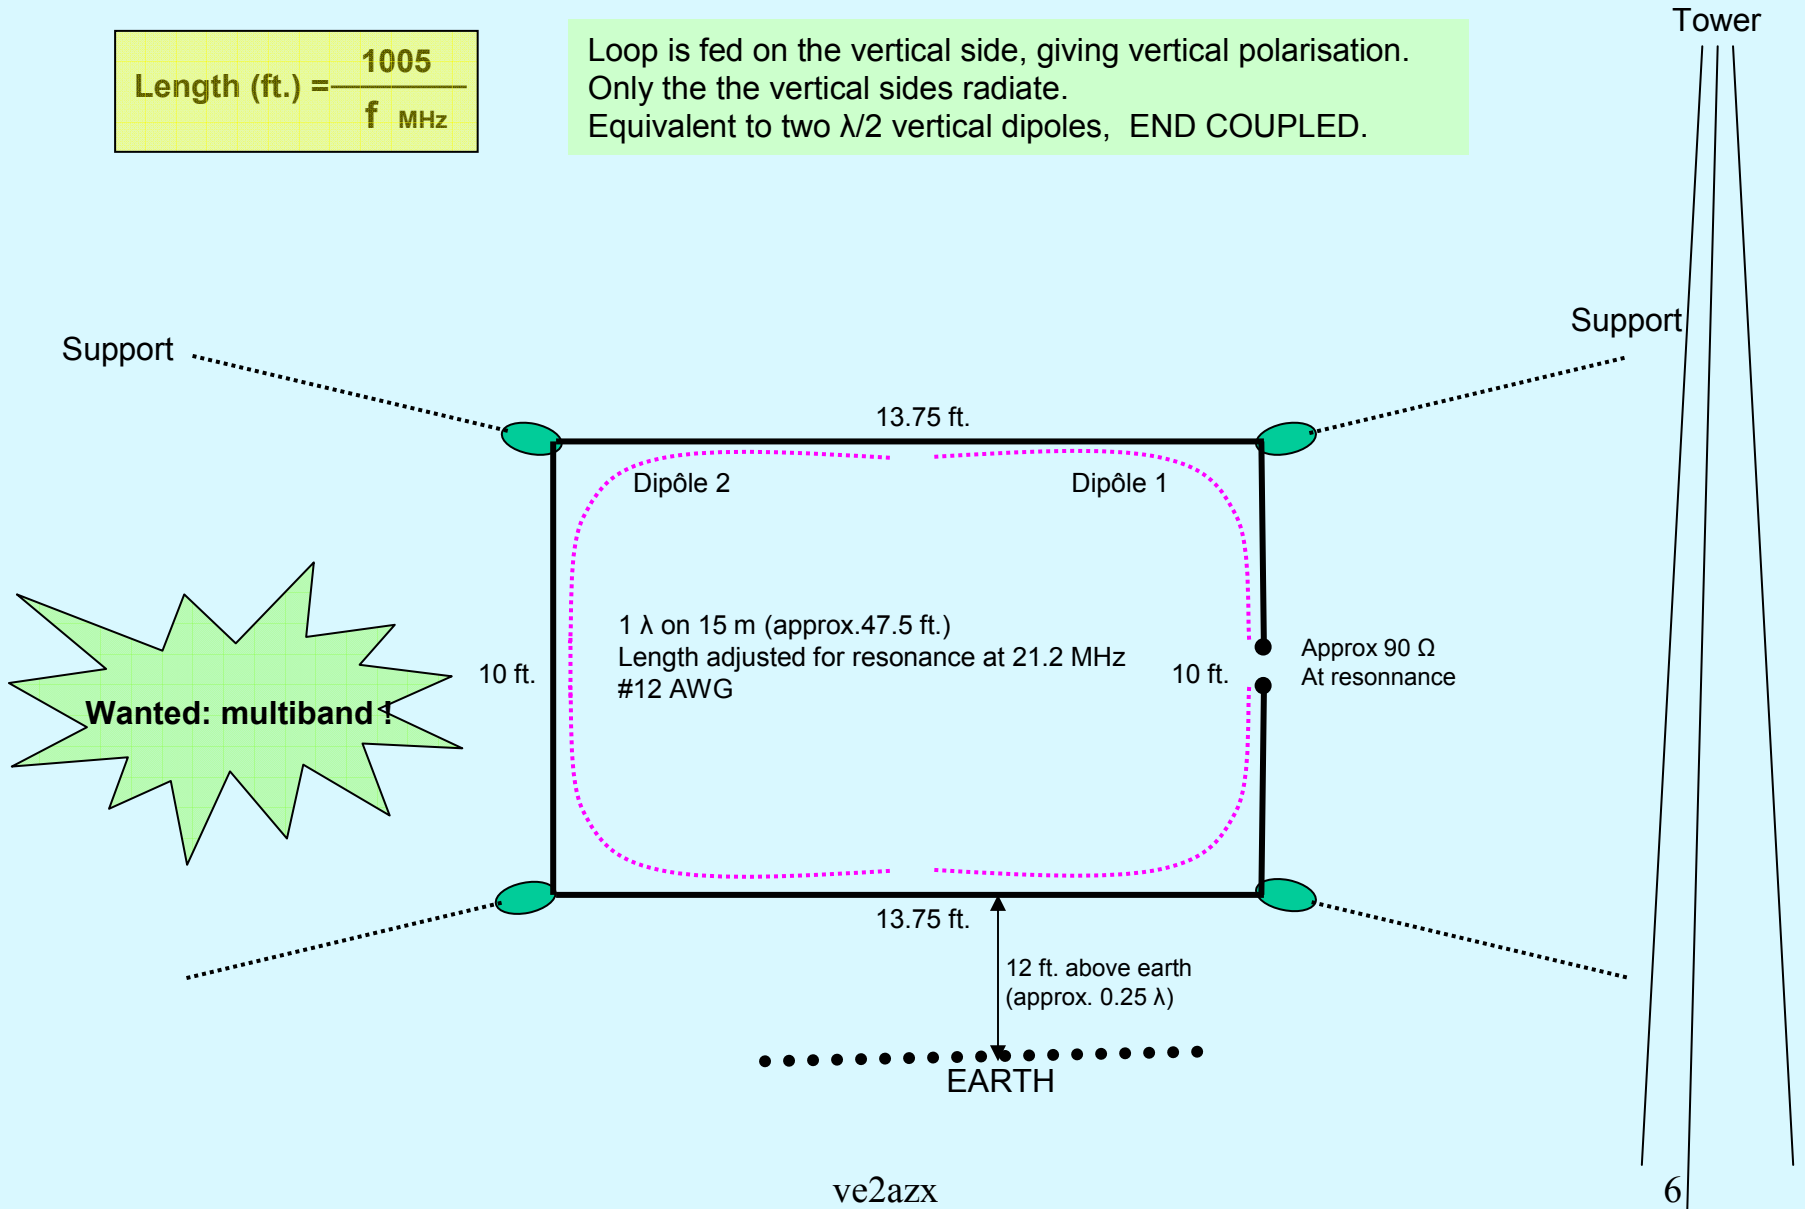 Tower
Length (ft.) = 1005
f MHz
Loop is fed on the vertical side, giving vertical polarisation.
Only the the vertical sides radiate.
Equivalent to two λ/2 vertical dipoles, END COUPLED.
Support
Support
13.75 ft.
Dipôle 2
Dipôle 1
1 λ on 15 m (approx.47.5 ft.)
Length adjusted for resonance at 21.2 MHz
#12 AWG
10 ft.
10 ft.
Approx 90 Ω
At resonnance
Wanted: multiband !
13.75 ft.
12 ft. above earth
(approx. 0.25 λ)
EARTH
ve2azx
6